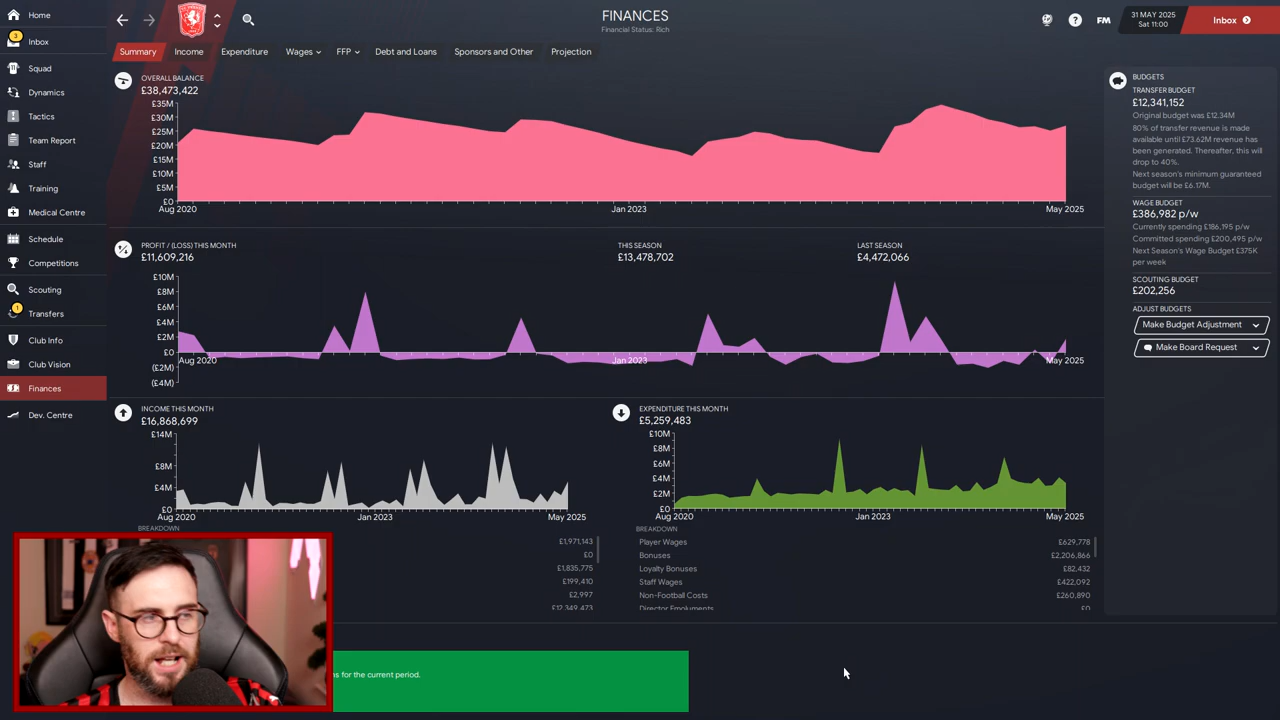 FINANCES
Financial Status: Rich
FM
31 MAY 2025
Sat 11:00
Inbox
Home
3
Inbox
Squad
Dynamics
Tactics
Team Report
Staff
Training
Medical Centre
Schedule
Competitions
Scouting
1
Transfers
Club Info
Club Vision
Finances
Dev. Centre
Summary
Income
Expenditure
Wages
FFP
Debt and Loans
Sponsors and Other
Projection
OVERALL BALANCE
£38,473,422
£35M
£30M
£25M
£20M
£15M
£10M
£5M
£0
Aug 2020
Jan 2023
May 2025
PROFIT / (LOSS) THIS MONTH
£11,609,216
THIS SEASON
£13,478,702
LAST SEASON
£4,472,066
£10M
£8M
£6M
£4M
£2M
£0
(£2M)
(£4M)
Aug 2020
Jan 2023
May 2025
INCOME THIS MONTH
£16,868,699
£14M
£8M
£4M
£0
Aug 2020
Jan 2023
May 2025
BREAKDOWN
£1,971,143
£0
£1,835,775
£199,410
£2,997
£12,349,473
EXPENDITURE THIS MONTH
£5,259,483
£10M
£8M
£6M
£4M
£2M
£0
Aug 2020
Jan 2023
May 2025
BREAKDOWN
Player Wages £629,778
Bonuses £2,206,866
Loyalty Bonuses £82,432
Staff Wages £422,092
Non-Football Costs £260,890
Director Emoluments £0
BUDGETS
TRANSFER BUDGET
£12,341,152
Original budget was £12.34M
80% of transfer revenue is made
available until £73.62M revenue has
been generated. Thereafter, this will
drop to 40%.
Next season's minimum guaranteed
budget will be £6.17M.
WAGE BUDGET
£386,982 p/w
Currently spending £186,195 p/w
Committed spending £200,495 p/w
Next Season's Wage Budget £375K
per week
SCOUTING BUDGET
£202,256
ADJUST BUDGETS
Make Budget Adjustment
Make Board Request
for the current period.